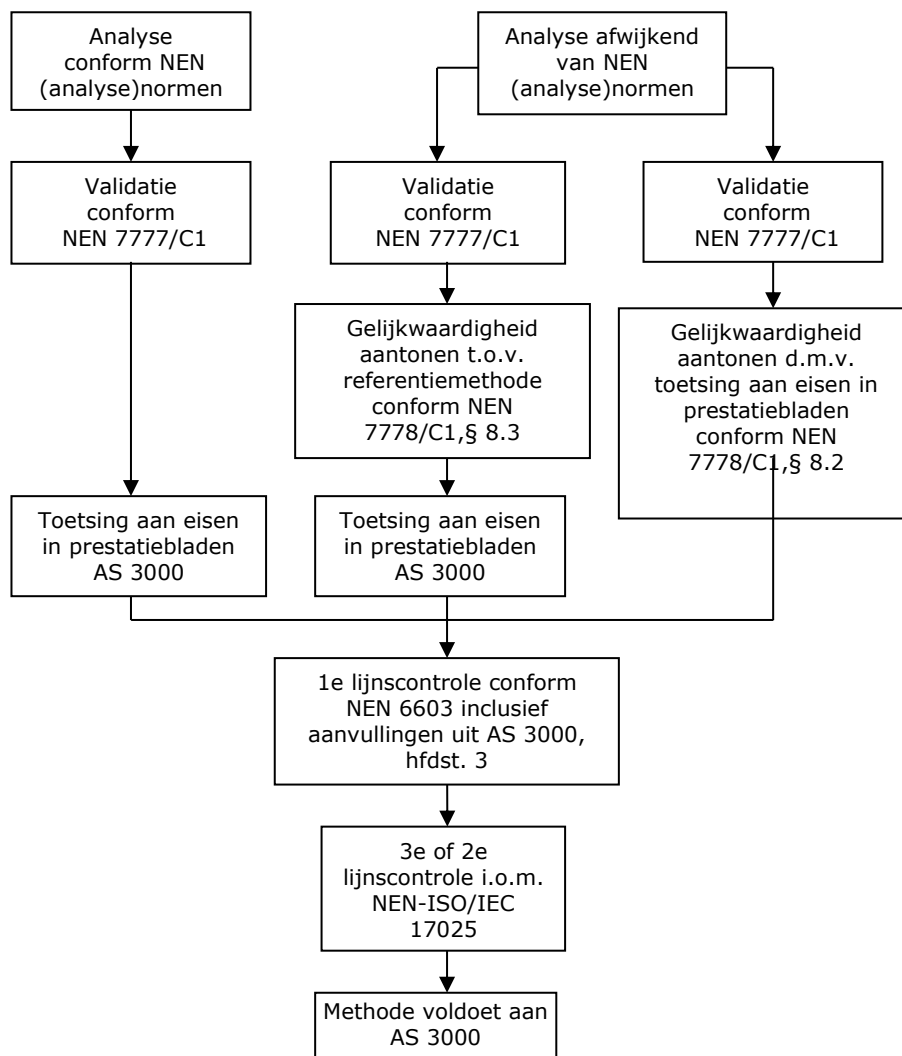 Analyse
conform NEN
(analyse)normen
Analyse afwijkend
van NEN
(analyse)normen
Validatie
conform
NEN 7777/C1
Validatie
conform
NEN 7777/C1
Validatie
conform
NEN 7777/C1
Gelijkwaardigheid
aantonen t.o.v.
referentiemethode
conform NEN
7778/C1,§ 8.3
Gelijkwaardigheid
aantonen d.m.v.
toetsing aan eisen in
prestatiebladen
conform NEN
7778/C1,§ 8.2
Toetsing aan eisen
in prestatiebladen
AS 3000
Toetsing aan eisen
in prestatiebladen
AS 3000
1e lijnscontrole conform
NEN 6603 inclusief
aanvullingen uit AS 3000,
hfdst. 3
3e of 2e
lijnscontrole i.o.m.
NEN-ISO/IEC
17025
Methode voldoet aan
AS 3000